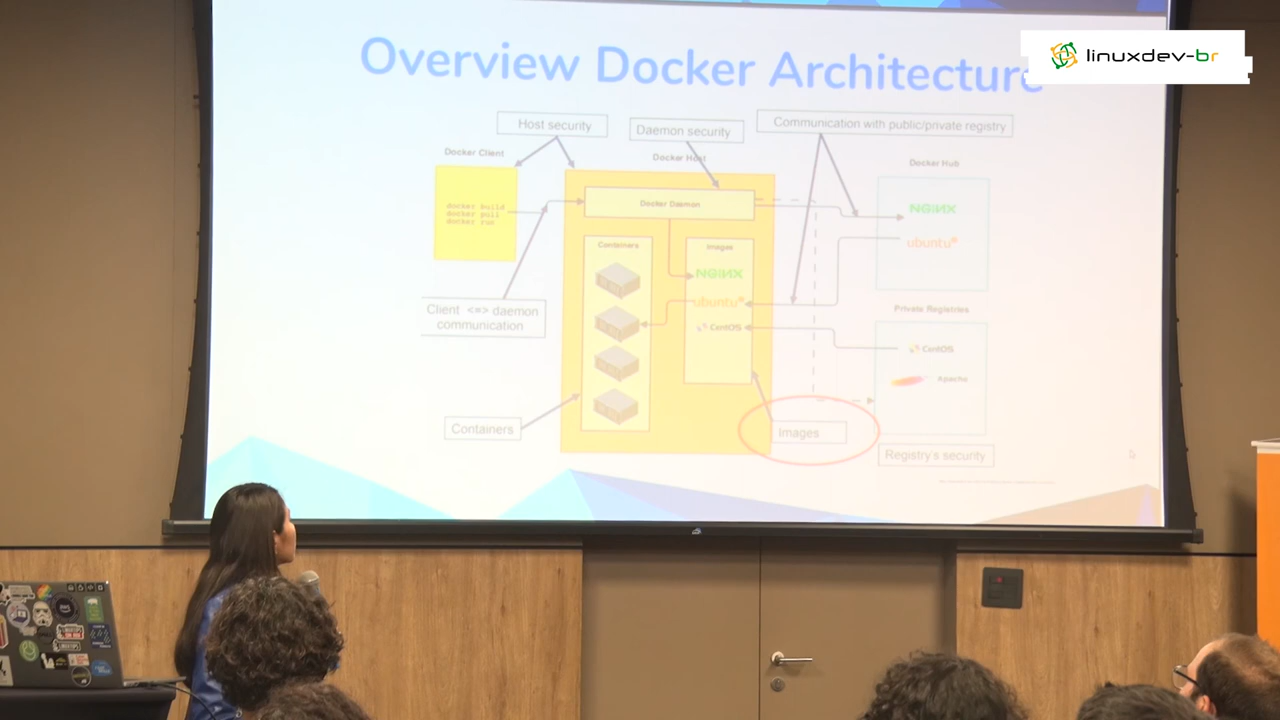 linuxdev-br
Overview Docker Architecture
Host security
Daemon security
Communication with public/private registry
Docker Client
Docker Host
Docker Hub
docker build
docker pull
docker run
Docker Daemon
NGINX
ubuntu
Containers
Images
NGINX
ubuntu
CentOS
Client <=> daemon
communication
Private Registries
CentOS
Apache
Containers
Images
Registry's security